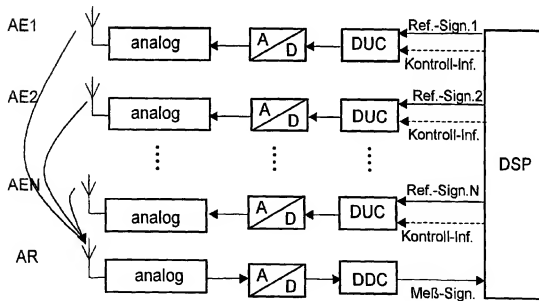 AE1
analog
A
D
DUC
Ref.-Sign.1
Kontroll-Inf.
AE2
analog
A
D
DUC
Ref.-Sign.2
Kontroll-Inf.
DSP
AEN
analog
A
D
DUC
Ref.-Sign.N
Kontroll-Inf.
AR
analog
A
D
DDC
Meß-Sign.